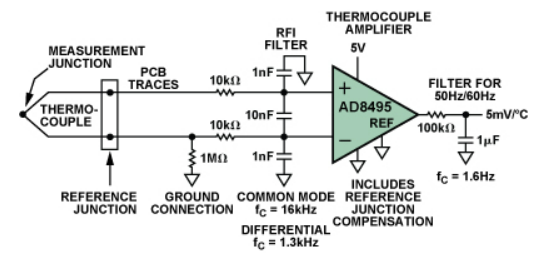 THERMOCOUPLE
AMPLIFIER
5V
RFI
FILTER
1nF
MEASUREMENT
JUNCTION
PCB
TRACES
10kΩ
THERMO-
COUPLE
10nF
+
AD8495
REF
–
FILTER FOR
50Hz/60Hz
5mV/°C
100kΩ
1µF
fC = 1.6Hz
10kΩ
1MΩ
1nF
REFERENCE
JUNCTION
GROUND
CONNECTION
COMMON MODE
fC = 16kHz
DIFFERENTIAL
fC = 1.3kHz
INCLUDES
REFERENCE
JUNCTION
COMPENSATION